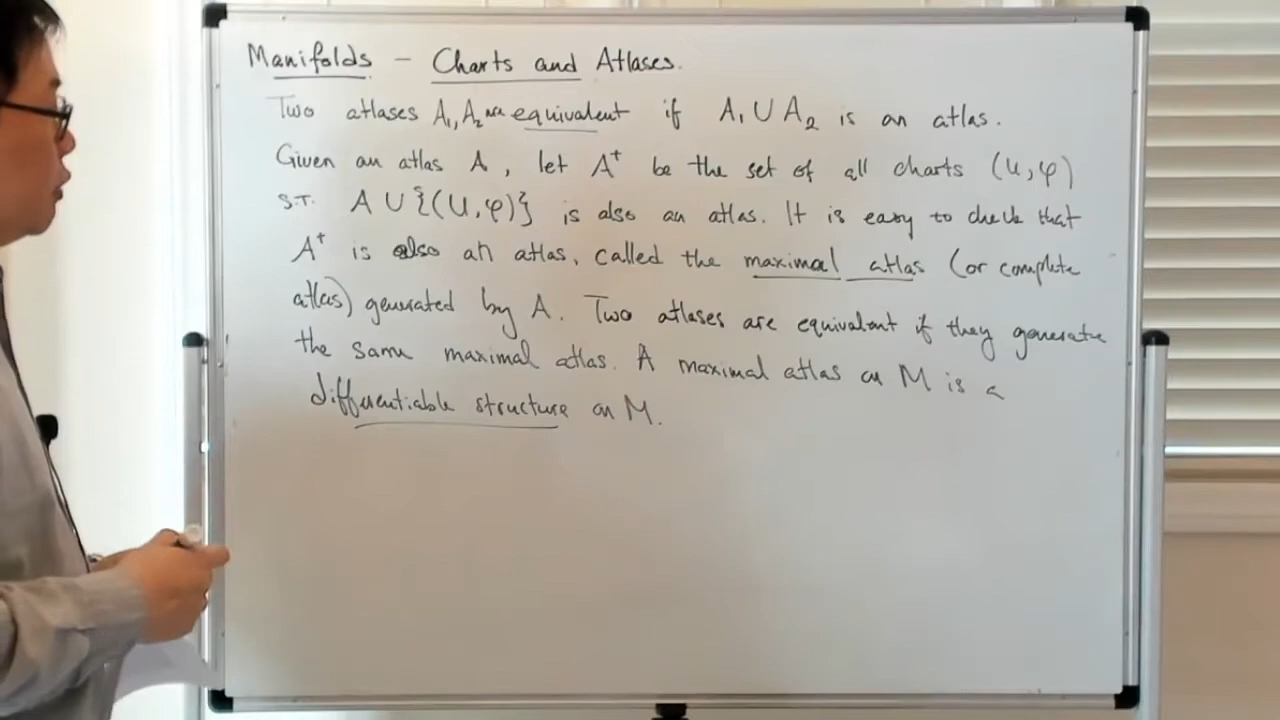 Manifolds - Charts and Atlases.
Two atlases A₁, A₂ are equivalent if A₁ ∪ A₂ is an atlas.
Given an atlas A, let A⁺ be the set of all charts (U, φ)
s.T. A ∪ {(U, φ)} is also an atlas. It is easy to check that
A⁺ is also an atlas, called the maximal atlas (or complete
atlas) generated by A. Two atlases are equivalent if they generate
the same maximal atlas. A maximal atlas on M is a
differentiable structure on M.